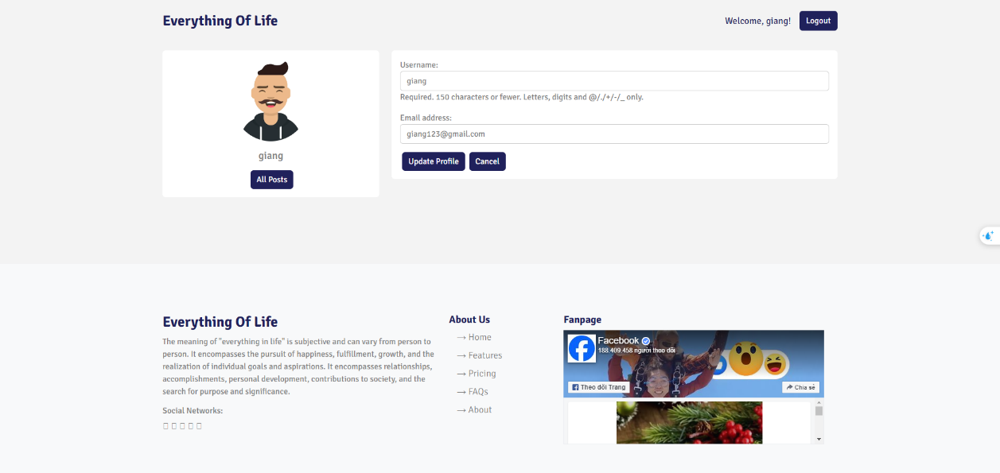 Everything Of Life
Welcome, giang!
Logout
giang
All Posts
Username:
giang
Required. 150 characters or fewer. Letters, digits and @/./+/-/_ only.
Email address:
giang123@gmail.com
Update Profile
Cancel
Everything Of Life
The meaning of "everything in life" is subjective and can vary from person to
person. It encompasses the pursuit of happiness, fulfillment, growth, and the
realization of individual goals and aspirations. It encompasses relationships,
accomplishments, personal development, contributions to society, and the
search for purpose and significance.
Social Networks:
About Us
→ Home
→ Features
→ Pricing
→ FAQs
→ About
Fanpage
Facebook
188.409.458 người theo dõi
Theo dõi Trang
Chia sẻ